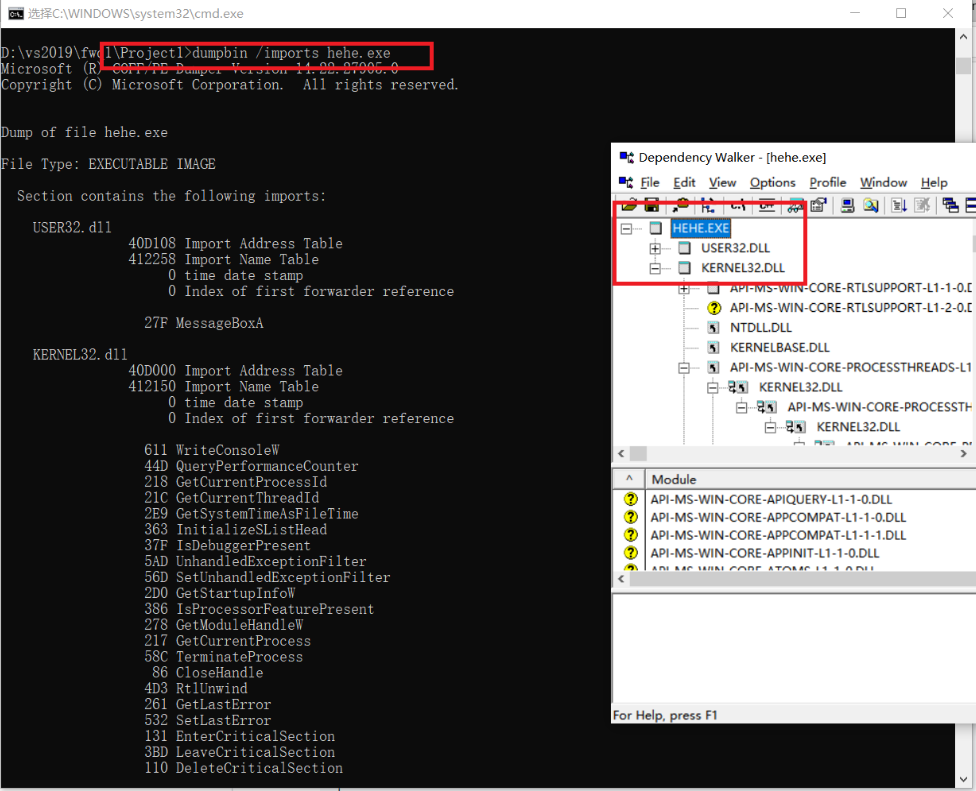 选择C:\WINDOWS\system32\cmd.exe
D:\vs2019\fwql\Project1>dumpbin /imports hehe.exe
Microsoft (R) COFF/PE Dumper Version 14.22.27905.0
Copyright (C) Microsoft Corporation.  All rights reserved.
Dump of file hehe.exe
File Type: EXECUTABLE IMAGE
Section contains the following imports:
USER32.dll
40D108 Import Address Table
412258 Import Name Table
0 time date stamp
0 Index of first forwarder reference
27F MessageBoxA
KERNEL32.dll
40D000 Import Address Table
412150 Import Name Table
0 time date stamp
0 Index of first forwarder reference
611 WriteConsoleW
44D QueryPerformanceCounter
218 GetCurrentProcessId
21C GetCurrentThreadId
2E9 GetSystemTimeAsFileTime
363 InitializeSListHead
37F IsDebuggerPresent
5AD UnhandledExceptionFilter
56D SetUnhandledExceptionFilter
2D0 GetStartupInfoW
386 IsProcessorFeaturePresent
278 GetModuleHandleW
217 GetCurrentProcess
58C TerminateProcess
86 CloseHandle
4D3 RtlUnwind
261 GetLastError
532 SetLastError
131 EnterCriticalSection
3BD LeaveCriticalSection
110 DeleteCriticalSection
Dependency Walker - [hehe.exe]
File Edit View Options Profile Window Help
HEHE.EXE
USER32.DLL
KERNEL32.DLL
API-MS-WIN-CORE-RTLSUPPORT-L1-1-0.D
API-MS-WIN-CORE-RTLSUPPORT-L1-2-0.D
NTDLL.DLL
KERNELBASE.DLL
API-MS-WIN-CORE-PROCESSTHREADS-L1
KERNEL32.DLL
API-MS-WIN-CORE-PROCESSTH
KERNEL32.DLL
^ Module
API-MS-WIN-CORE-APIQUERY-L1-1-0.DLL
API-MS-WIN-CORE-APPCOMPAT-L1-1-0.DLL
API-MS-WIN-CORE-APPCOMPAT-L1-1-1.DLL
API-MS-WIN-CORE-APPINIT-L1-1-0.DLL
API-MS-WIN-CORE-ATOMS-L1-1-0.DLL
For Help, press F1